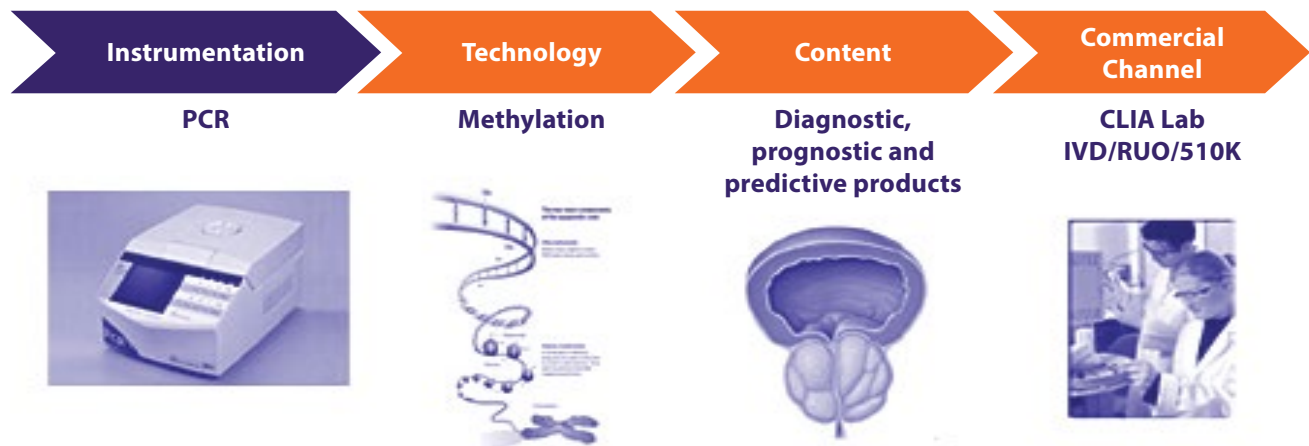 Instrumentation
Technology
Content
Commercial
Channel
PCR
Methylation
Diagnostic,
prognostic and
predictive products
CLIA Lab
IVD/RUO/510K